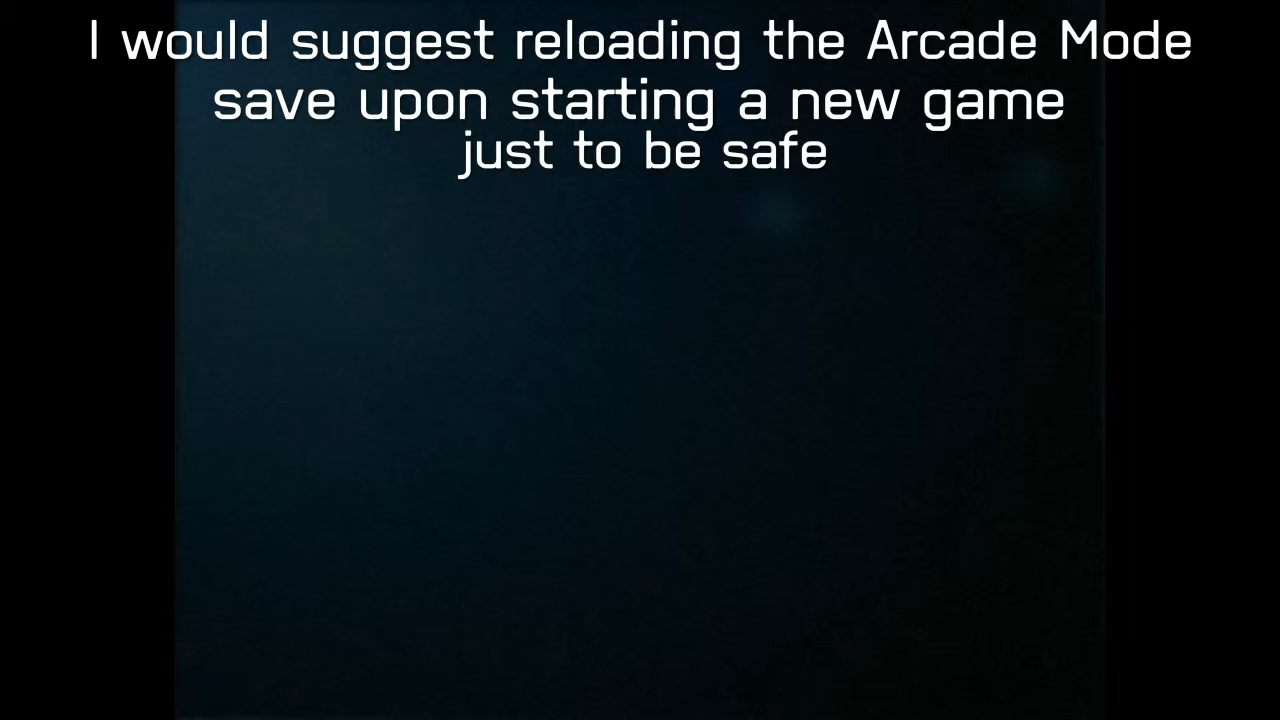 I would suggest reloading the Arcade Mode
save upon starting a new game
just to be safe